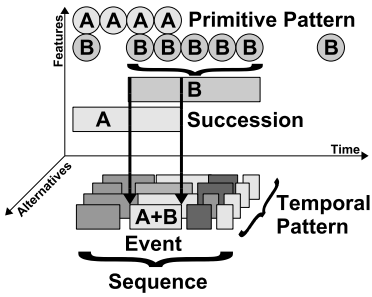 A A A A Primitive Pattern
B B B B B B B
Features
B
A Succession
Time
Alternatives
A+B Temporal
Pattern
Event
Sequence